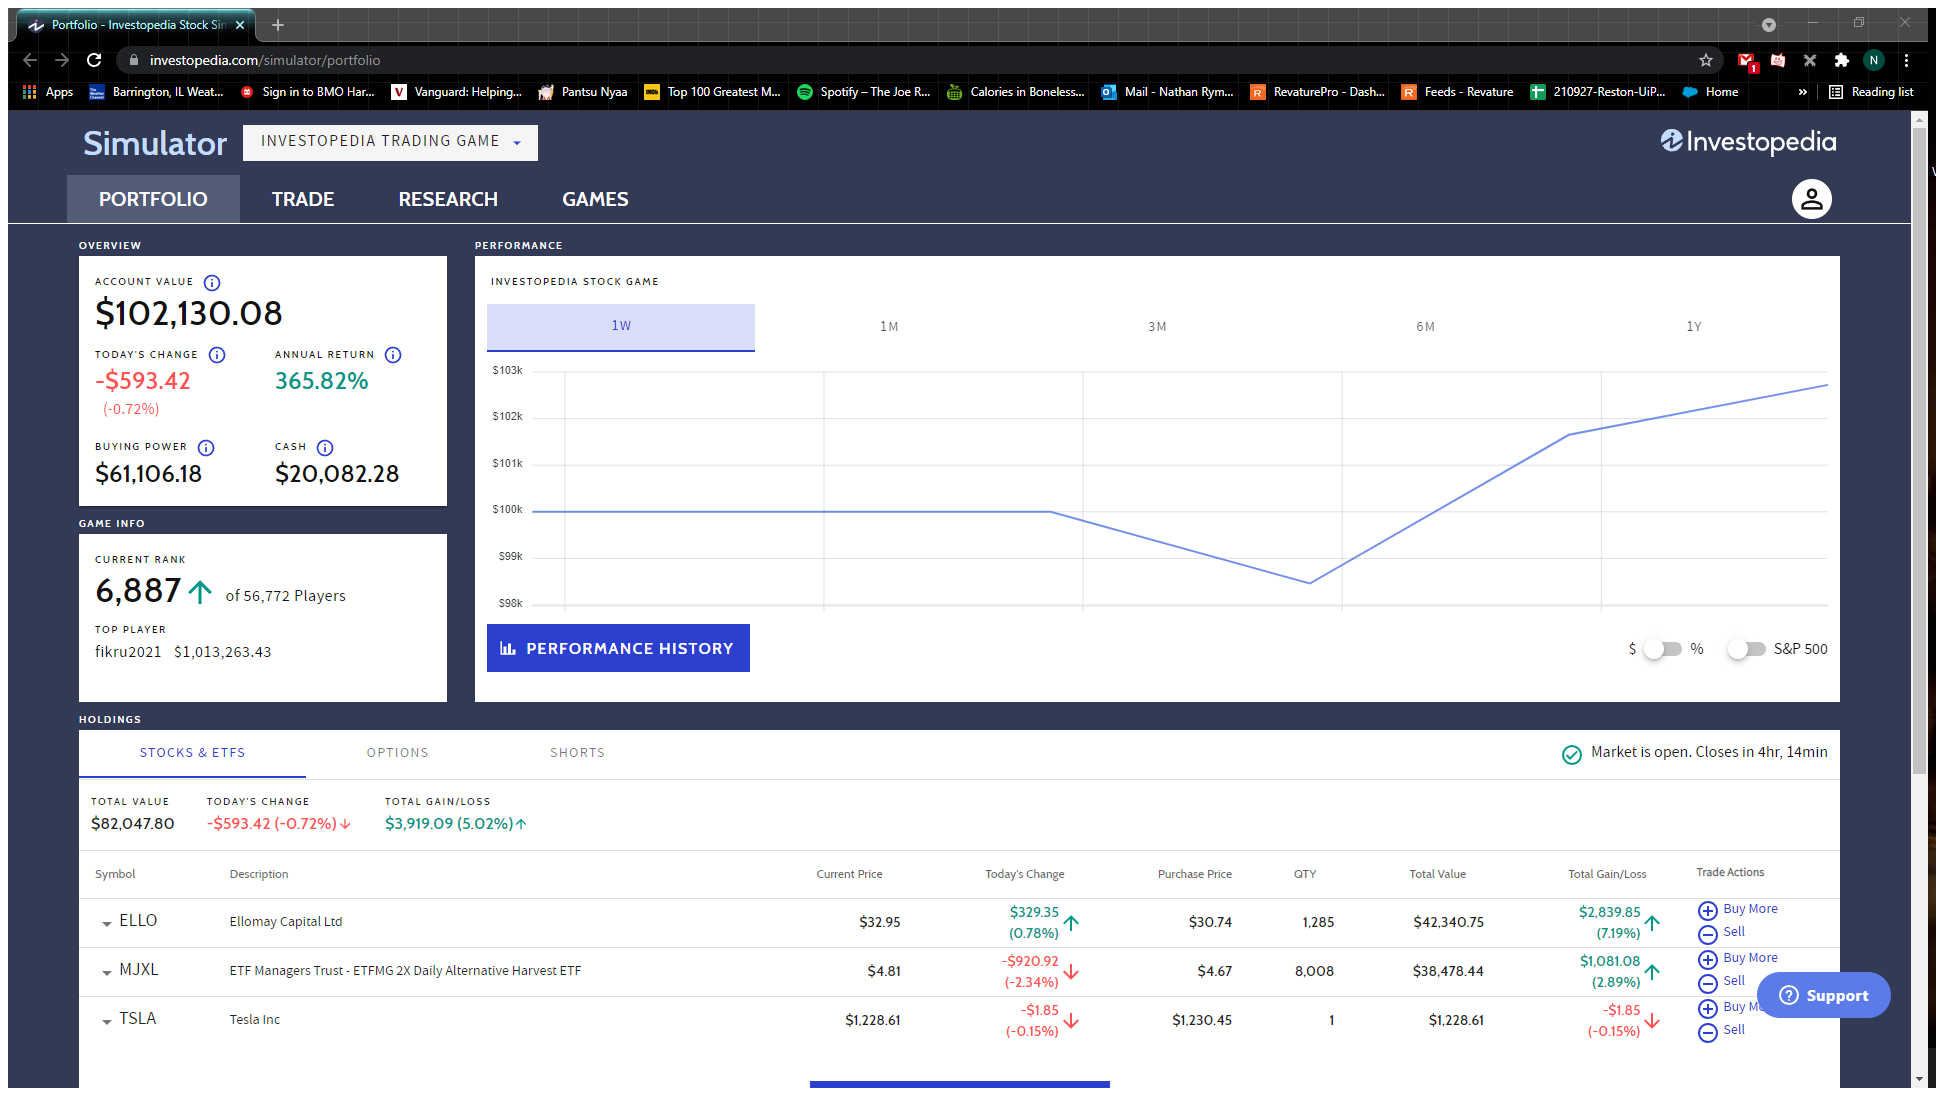 Portfolio - Investopedia Stock Sir
investopedia.com/simulator/portfolio
1
N
Apps
Barrington, IL Weat...
Sign in to BMO Har...
Vanguard: Helping...
Pantsu Nyaa
Top 100 Greatest M...
Spotify – The Joe R...
Calories in Boneless...
Mail - Nathan Rym...
RevaturePro - Dash...
Feeds - Revature
210927-Reston-UiP...
Home
»
Reading list
Simulator
INVESTOPEDIA TRADING GAME
Investopedia
PORTFOLIO
TRADE
RESEARCH
GAMES
OVERVIEW
ACCOUNT VALUE
$102,130.08
TODAY'S CHANGE
ANNUAL RETURN
-$593.42
365.82%
(-0.72%)
BUYING POWER
CASH
$61,106.18
$20,082.28
GAME INFO
CURRENT RANK
6,887 of 56,772 Players
TOP PLAYER
fikru2021 $1,013,263.43
PERFORMANCE
INVESTOPEDIA STOCK GAME
1W
1M
3M
6M
1Y
$103k
$102k
$101k
$100k
$99k
$98k
PERFORMANCE HISTORY
$
%
S&P 500
HOLDINGS
STOCKS & ETFS
OPTIONS
SHORTS
Market is open. Closes in 4hr, 14min
TOTAL VALUE
TODAY'S CHANGE
TOTAL GAIN/LOSS
$82,047.80
-$593.42 (-0.72%)
$3,919.09 (5.02%)
Symbol Description Current Price Today's Change Purchase Price QTY Total Value Total Gain/Loss Trade Actions
ELLO Ellomay Capital Ltd $32.95 $329.35 (0.78%) $30.74 1,285 $42,340.75 $2,839.85 (7.19%) Buy More Sell
MJXL ETF Managers Trust - ETFMG 2X Daily Alternative Harvest ETF $4.81 -$920.92 (-2.34%) $4.67 8,008 $38,478.44 $1,081.08 (2.89%) Buy More Sell
TSLA Tesla Inc $1,228.61 -$1.85 (-0.15%) $1,230.45 1 $1,228.61 -$1.85 (-0.15%) Buy Mo Sell
Support